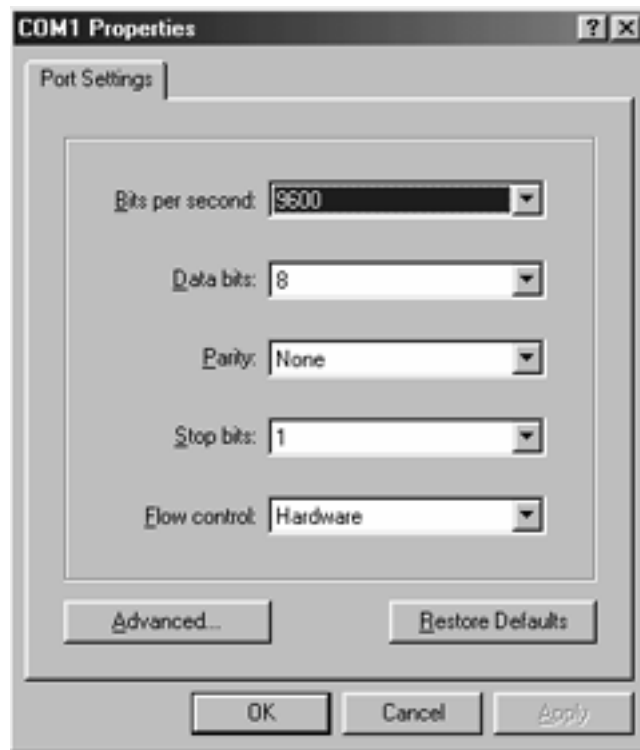 COM1 Properties
Port Settings
Bits per second: 9600
Data bits: 8
Parity: None
Stop bits: 1
Flow control: Hardware
Advanced... Restore Defaults
OK Cancel Apply